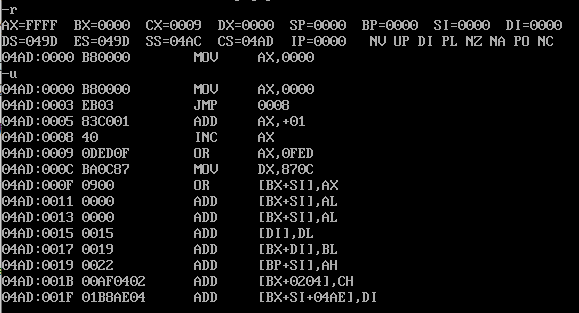 -r
AX=FFFF BX=0000 CX=0009 DX=0000 SP=0000 BP=0000 SI=0000 DI=0000
DS=049D ES=049D SS=04AC CS=04AD IP=0000 NV UP DI PL NZ NA PO NC
04AD:0000 B80000 MOV AX,0000
-u
04AD:0000 B80000 MOV AX,0000
04AD:0003 EB03 JMP 0008
04AD:0005 83C001 ADD AX,+01
04AD:0008 40 INC AX
04AD:0009 0DED0F OR AX,0FED
04AD:000C BA0C87 MOV DX,870C
04AD:000F 0900 OR [BX+SI],AX
04AD:0011 0000 ADD [BX+SI],AL
04AD:0013 0000 ADD [BX+SI],AL
04AD:0015 0015 ADD [DI],DL
04AD:0017 0019 ADD [BX+DI],BL
04AD:0019 0022 ADD [BP+SI],AH
04AD:001B 00AF0402 ADD [BX+0204],CH
04AD:001F 01B8AE04 ADD [BX+SI+04AE],DI